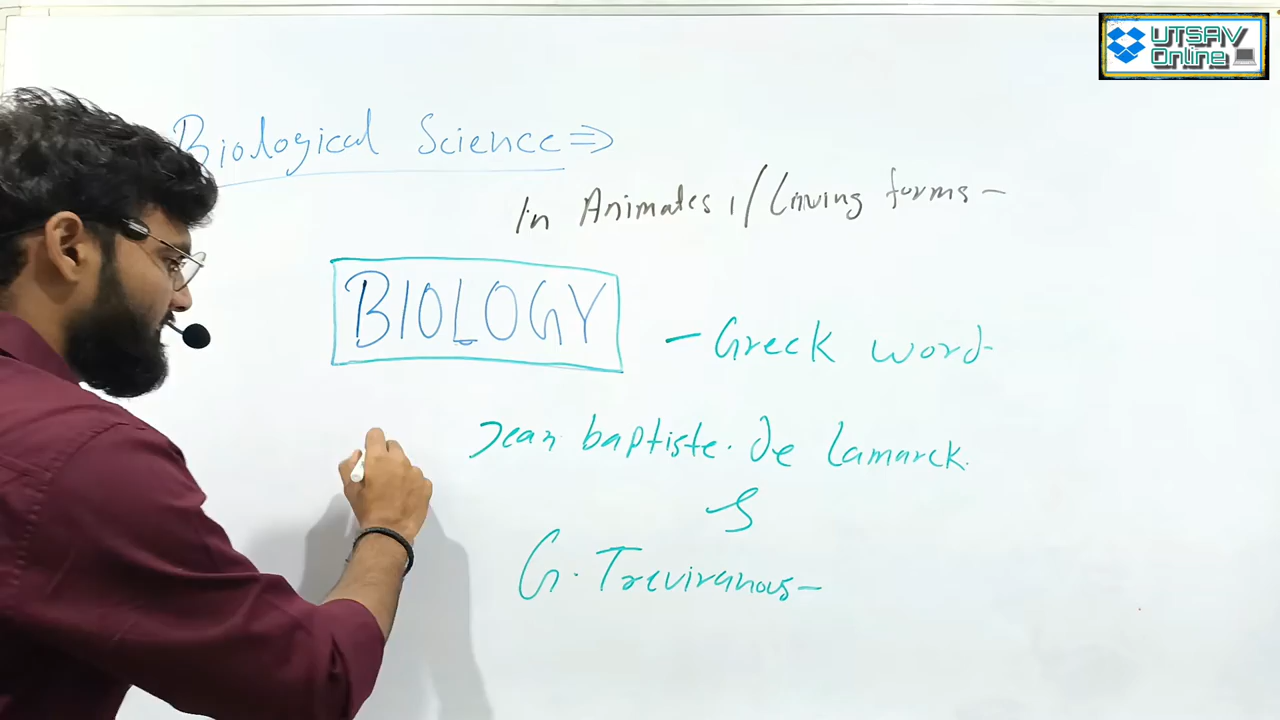 UTSAV
Online
Biological Science ⇒
In Animates, / Living forms -
BIOLOGY
- Greek word -
Jean baptiste. De Lamarck.
&
G. Treviranous -